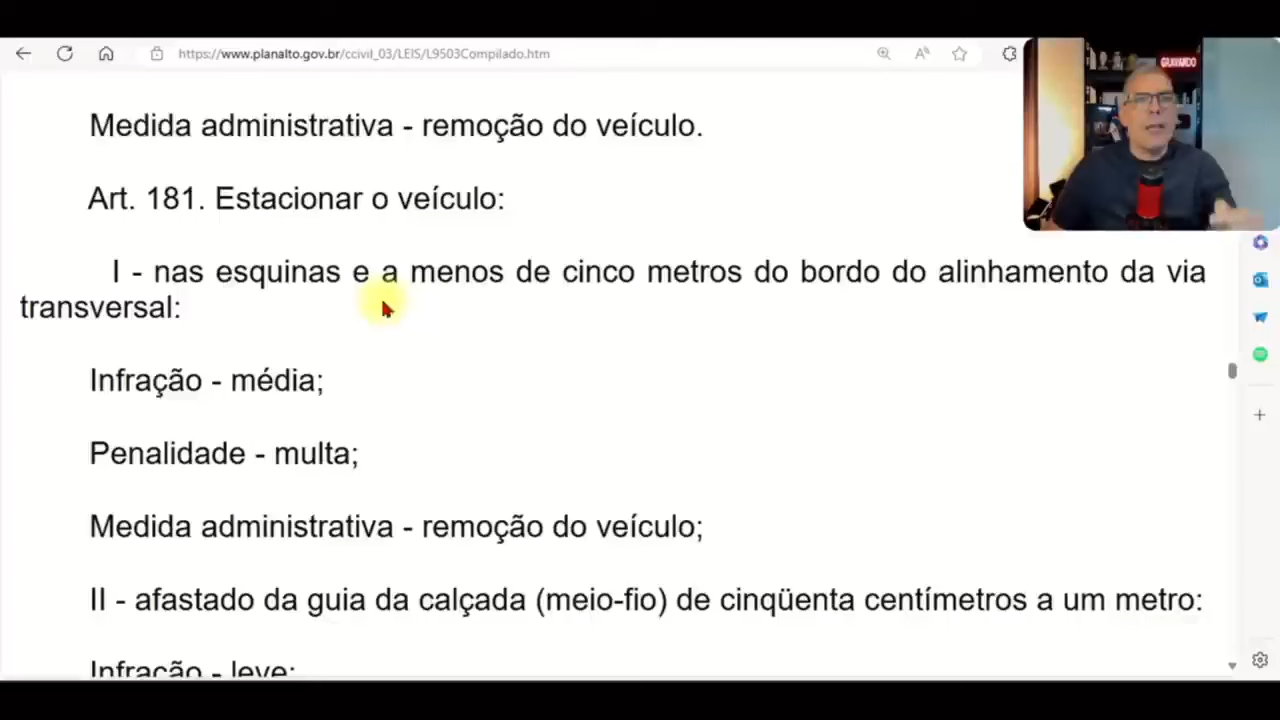 https://www.planalto.gov.br/ccivil_03/LEIS/L9503Compilado.htm
GRAVANDO
Medida administrativa - remoção do veículo.
Art. 181. Estacionar o veículo:
I - nas esquinas e a menos de cinco metros do bordo do alinhamento da via
transversal:
Infração - média;
Penalidade - multa;
Medida administrativa - remoção do veículo;
II - afastado da guia da calçada (meio-fio) de cinqüenta centímetros a um metro:
Infração - leve;